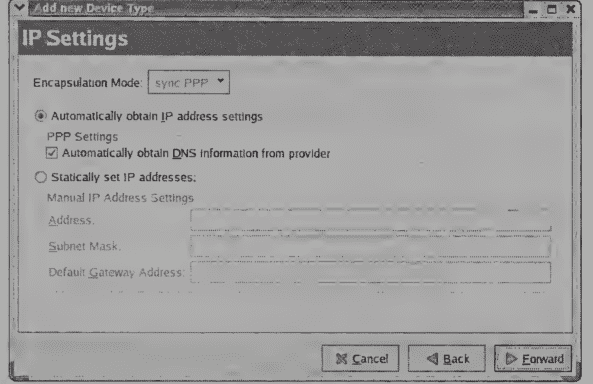 Add new Device Type
IP Settings
Encapsulation Mode: sync PPP
Automatically obtain IP address settings
PPP Settings
Automatically obtain DNS information from provider
Statically set IP addresses:
Manual IP Address Settings
Address:
Subnet Mask:
Default Gateway Address:
Cancel Back Forward